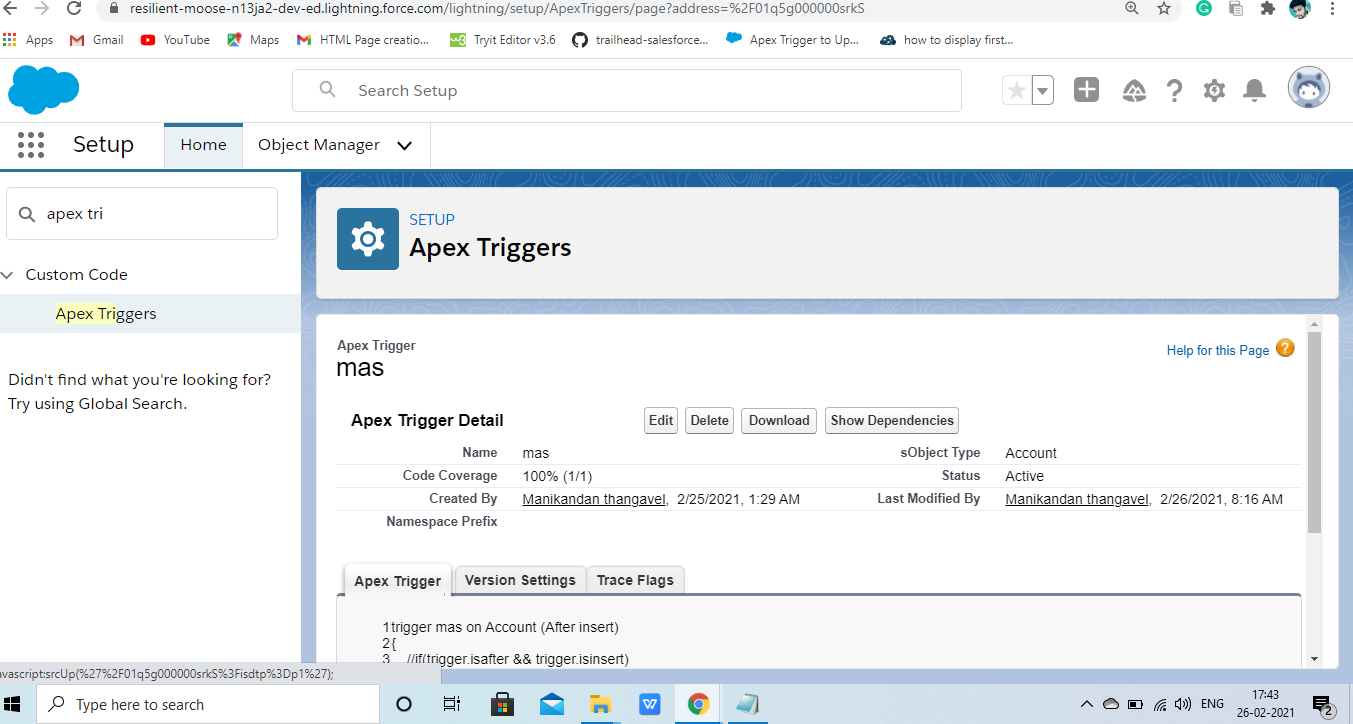 resilient-moose-n13ja2-dev-ed.lightning.force.com/lightning/setup/ApexTriggers/page?address=%2F01q5g000000srkS
Apps Gmail YouTube Maps HTML Page creatio... Tryit Editor v3.6 trailhead-salesforce... Apex Trigger to Up... how to display first...
Search Setup
Setup Home Object Manager
apex tri
Custom Code
Apex Triggers
Didn't find what you're looking for?
Try using Global Search.
SETUP
Apex Triggers
Apex Trigger
mas
Help for this Page ?
Apex Trigger Detail
Edit Delete Download Show Dependencies
Name mas sObject Type Account
Code Coverage 100% (1/1) Status Active
Created By Manikandan thangavel, 2/25/2021, 1:29 AM Last Modified By Manikandan thangavel, 2/26/2021, 8:16 AM
Namespace Prefix
Apex Trigger Version Settings Trace Flags
1 trigger mas on Account (After insert)
2 {
3 //if(trigger.isafter && trigger.isinsert)
avascript:srcUp(%27%2F01q5g000000srkS%3Fisdtp%3Dp1%27);
Type here to search
ENG
17:43
26-02-2021
2